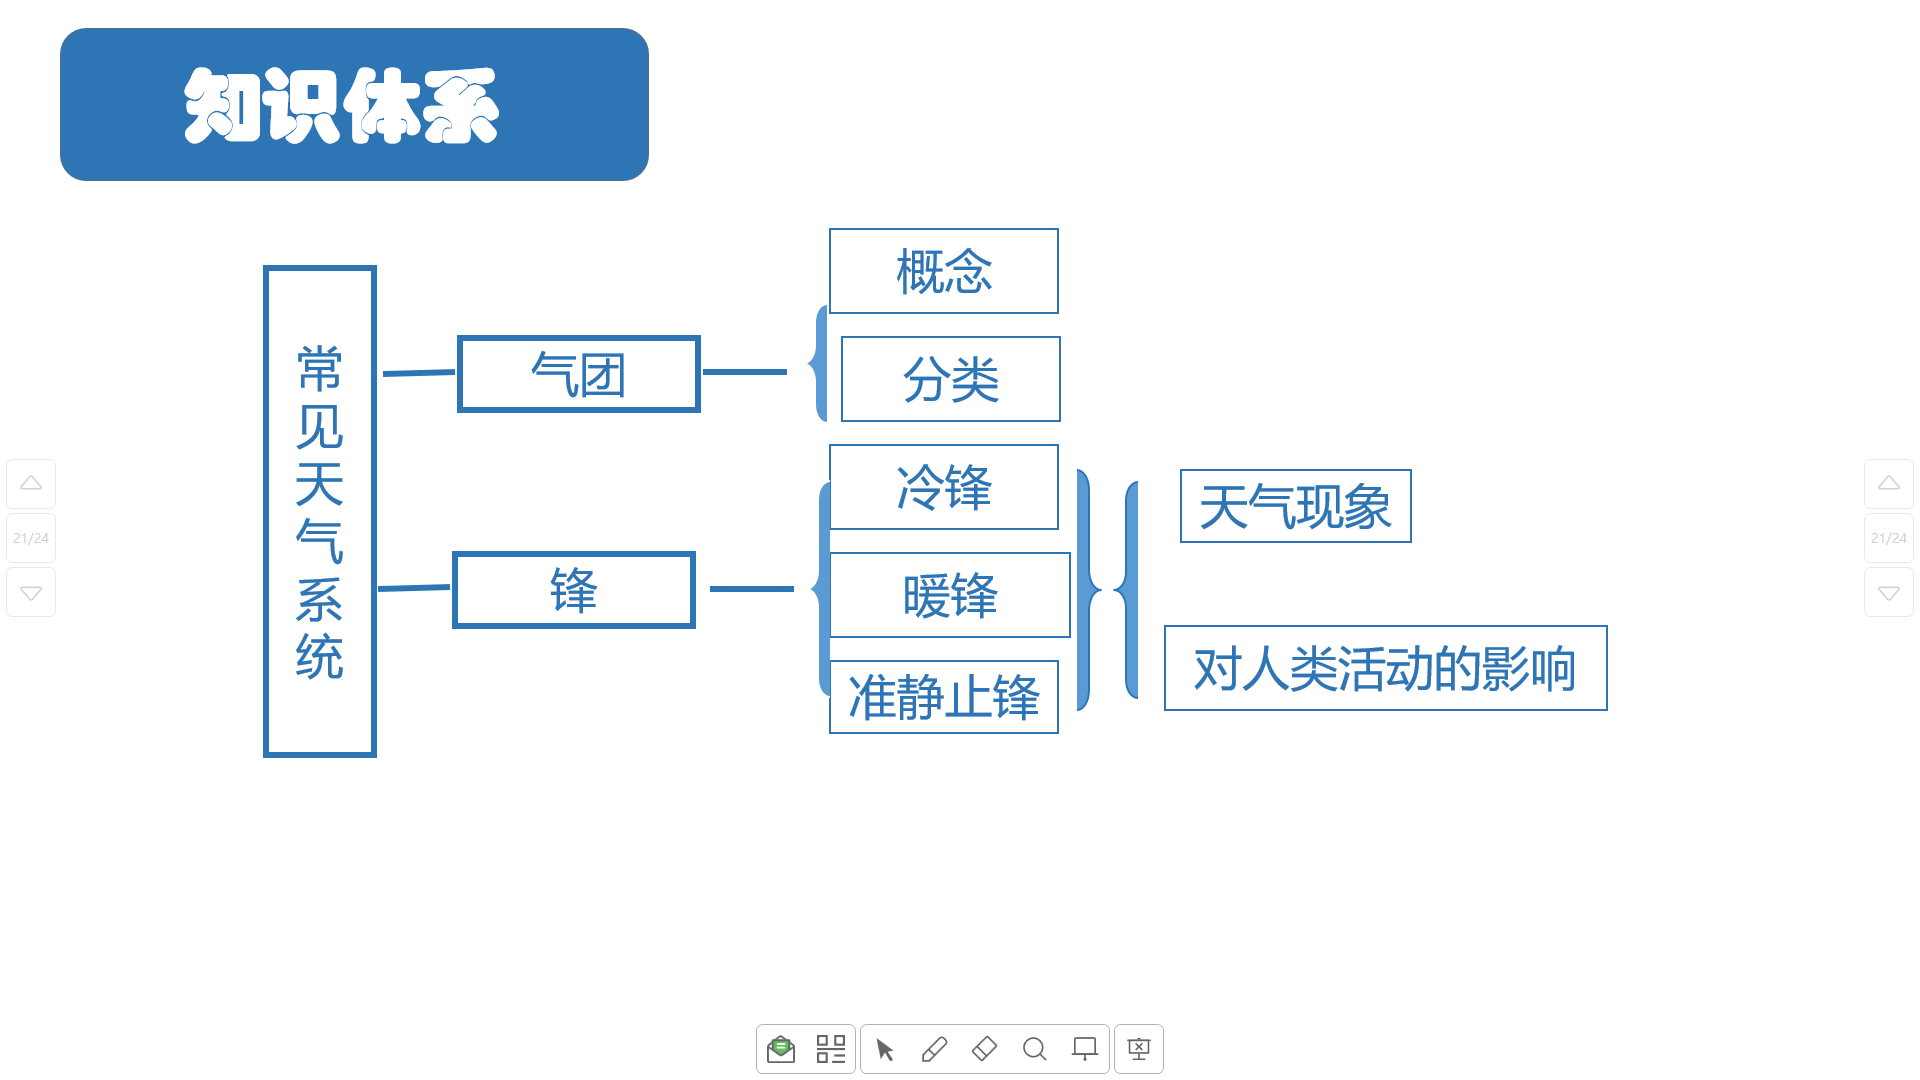 知识体系
常见天气系统
气团
概念
分类
锋
冷锋
暖锋
准静止锋
天气现象
对人类活动的影响
21/24
21/24